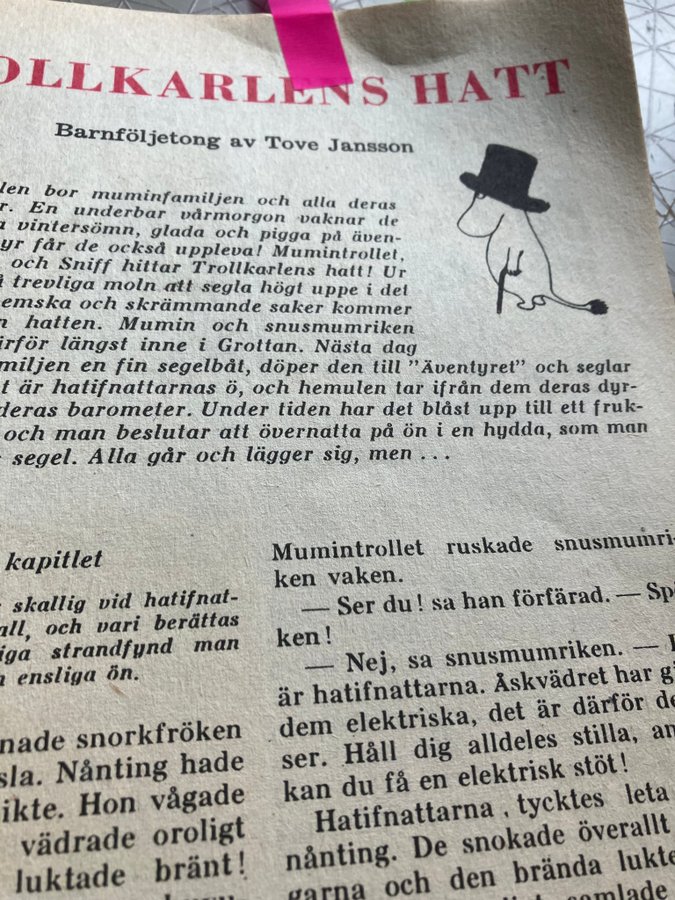 OLLKARLENS HATT
Barnföljetong av Tove Jansson
len bor muminfamiljen och alla deras
r. En underbar vårmorgon vaknar de
vintersömn, glada och pigga på även-
yr får de också uppleva! Mumintrollet,
och Sniff hittar Trollkarlens hatt! Ur
trevliga moln att segla högt uppe i det
emska och skrämmande saker kommer
n hatten. Mumin och snusmumriken
ärför längst inne i Grottan. Nästa dag
miljen en fin segelbåt, döper den till "Äventyret" och seglar
t är hatifnattarnas ö, och hemulen tar ifrån dem deras dyr-
deras barometer. Under tiden har det blåst upp till ett fruk-
och man beslutar att övernatta på ön i en hydda, som man
segel. Alla går och lägger sig, men ...
kapitlet
skallig vid hatifnat-
all, och vari berättas
iga strandfynd man
ensliga ön.
nade snorkfröken
sla. Nånting hade
ikte. Hon vågade
vädrade oroligt
luktade bränt!
Mumintrollet ruskade snusmumri-
ken vaken.
— Ser du! sa han förfärad. — Sp
ken!
— Nej, sa snusmumriken. —
är hatifnattarna. Åskvädret har g
dem elektriska, det är därför de
ser. Håll dig alldeles stilla, an
kan du få en elektrisk stöt!
Hatifnattarna tycktes leta
nånting. De snokade överallt
garna och den brända lukte
samlade